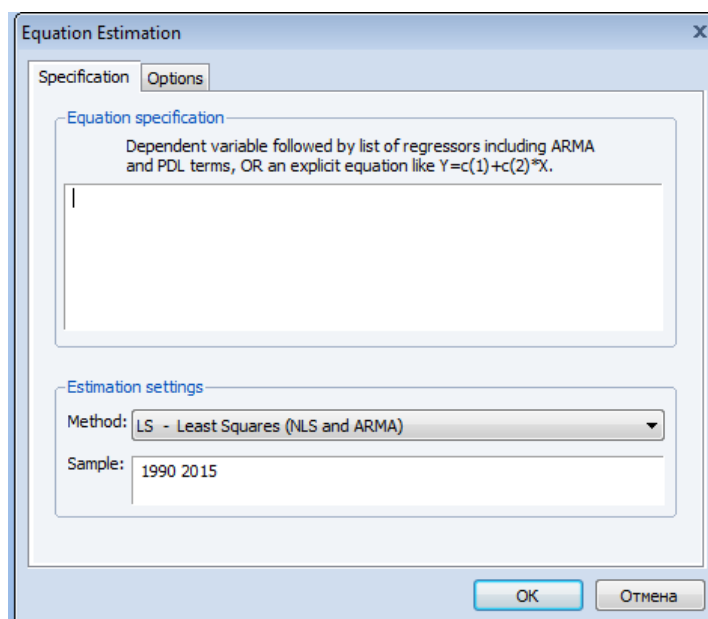 Equation Estimation
x
Specification
Options
Equation specification
Dependent variable followed by list of regressors including ARMA
and PDL terms, OR an explicit equation like Y=c(1)+c(2)*X.
Estimation settings
Method: LS - Least Squares (NLS and ARMA)
Sample: 1990 2015
OK
Отмена